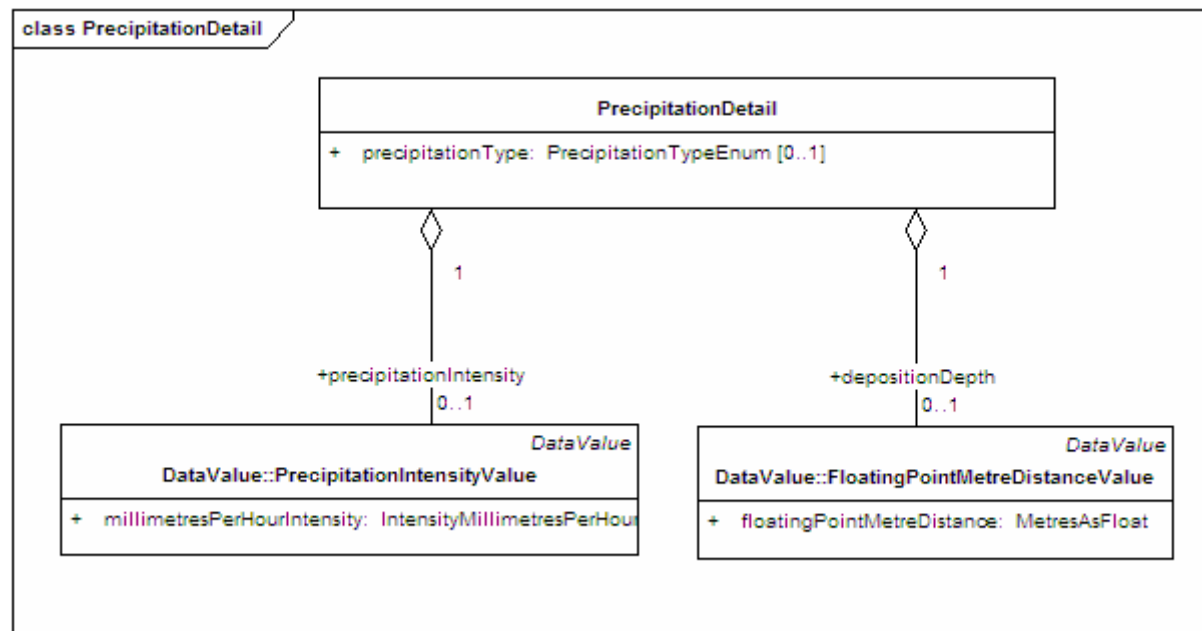 class PrecipitationDetail
PrecipitationDetail
+ precipitationType: PrecipitationTypeEnum [0..1]
1
1
+precipitationIntensity
+depositionDepth
0..1
0..1
DataValue
DataValue::PrecipitationIntensityValue
+ millimetresPerHourIntensity: IntensityMillimetresPerHour
DataValue
DataValue::FloatingPointMetreDistanceValue
+ floatingPointMetreDistance: MetresAsFloat